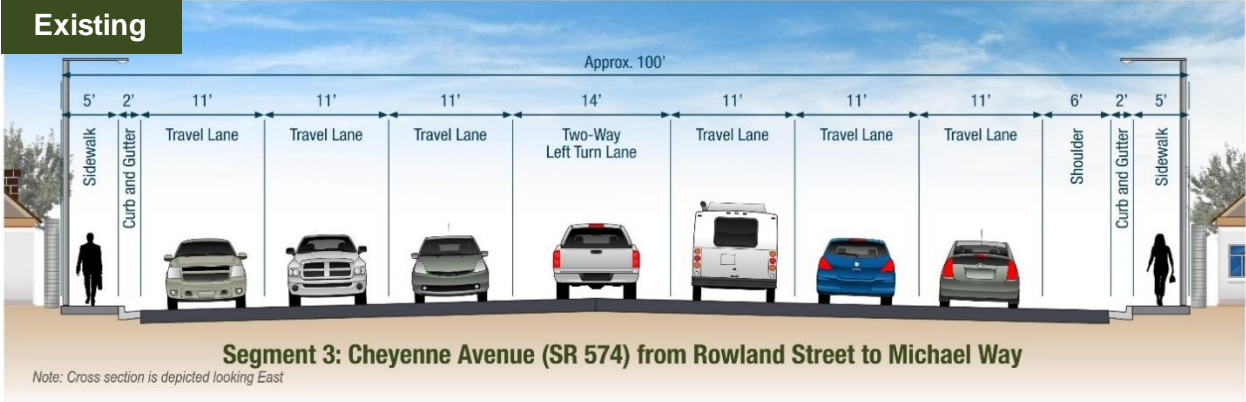 Existing
Approx. 100'
5' 2' 11' 11' 11' 14' 11' 11' 11' 6' 2' 5'
Sidewalk
Curb and Gutter
Travel Lane
Travel Lane
Travel Lane
Two-Way
Left Turn Lane
Travel Lane
Travel Lane
Travel Lane
Shoulder
Curb and Gutter
Sidewalk
Segment 3: Cheyenne Avenue (SR 574) from Rowland Street to Michael Way
Note: Cross section is depicted looking East